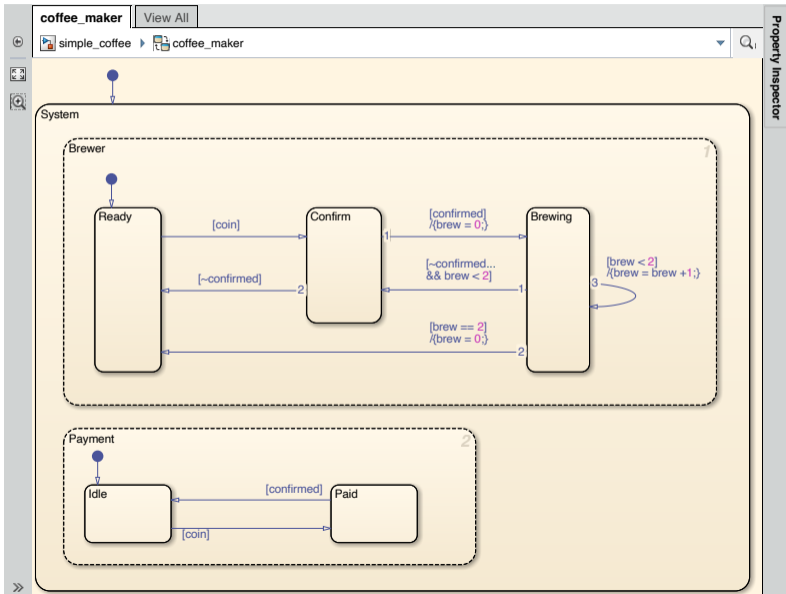 coffee_maker View All
simple_coffee coffee_maker
Property Inspector
System
Brewer 1
Ready
Confirm
Brewing
[coin]
[confirmed]
/{brew = 0;}
1
[~confirmed...
&& brew < 2]
1
[~confirmed]
2
[brew < 2]
/{brew = brew +1;}
3
[brew == 2]
/{brew = 0;}
2
Payment 2
Idle
Paid
[confirmed]
[coin]